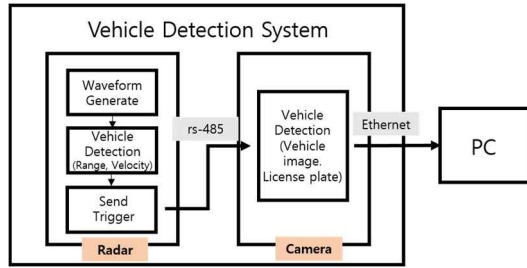 Vehicle Detection System
Waveform
Generate
Vehicle
Detection
(Range, Velocity)
Send
Trigger
Radar
rs-485
Vehicle
Detection
(Vehicle
image.
License plate)
Camera
Ethernet
PC